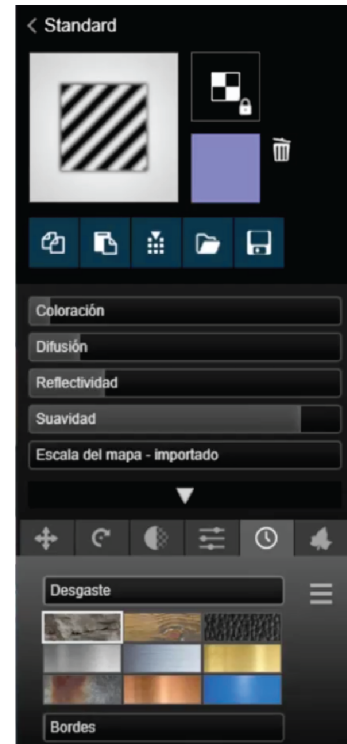 Standard
Coloración
Difusión
Reflectividad
Suavidad
Escala del mapa - importado
Desgaste
Bordes